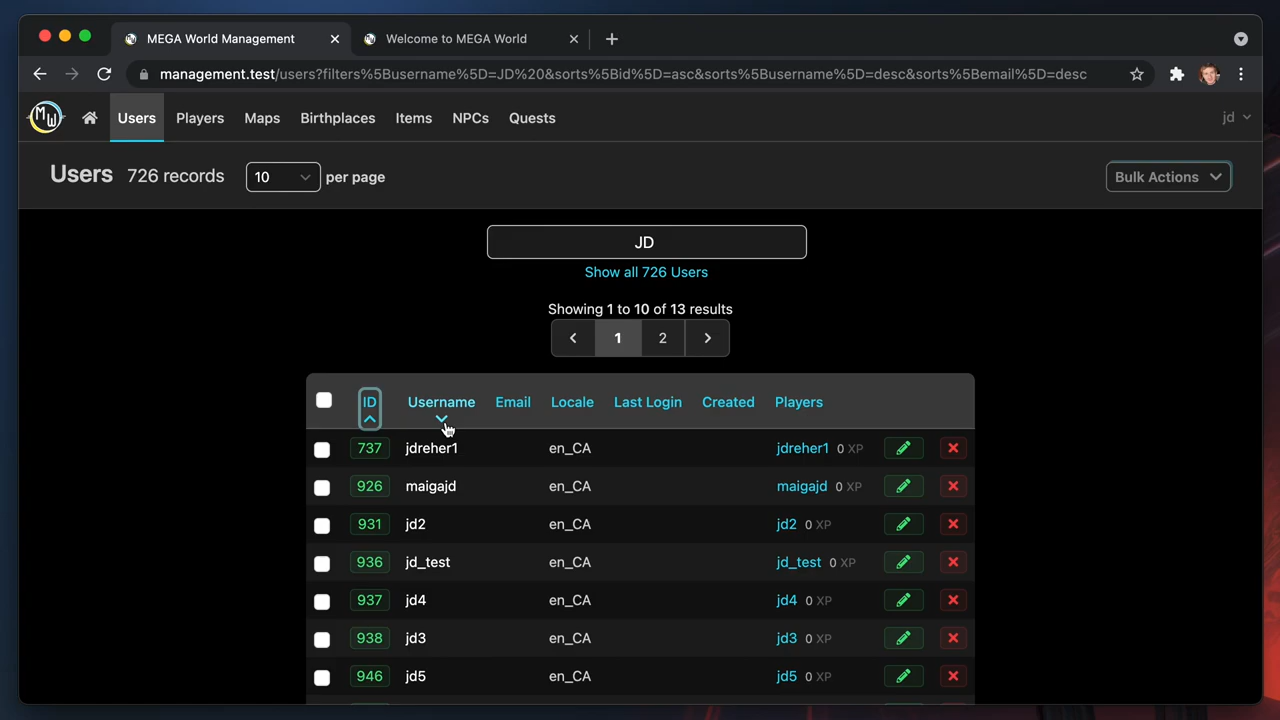 MEGA World Management
Welcome to MEGA World
management.test/users?filters%5Busername%5D=JD%20&sorts%5Bid%5D=asc&sorts%5Busername%5D=desc&sorts%5Bemail%5D=desc
MW Users Players Maps Birthplaces Items NPCs Quests jd
Users 726 records 10 per page Bulk Actions
JD
Show all 726 Users
Showing 1 to 10 of 13 results
1 2
ID Username Email Locale Last Login Created Players
737 jdreher1 en_CA jdreher1 0 XP
926 maigajd en_CA maigajd 0 XP
931 jd2 en_CA jd2 0 XP
936 jd_test en_CA jd_test 0 XP
937 jd4 en_CA jd4 0 XP
938 jd3 en_CA jd3 0 XP
946 jd5 en_CA jd5 0 XP